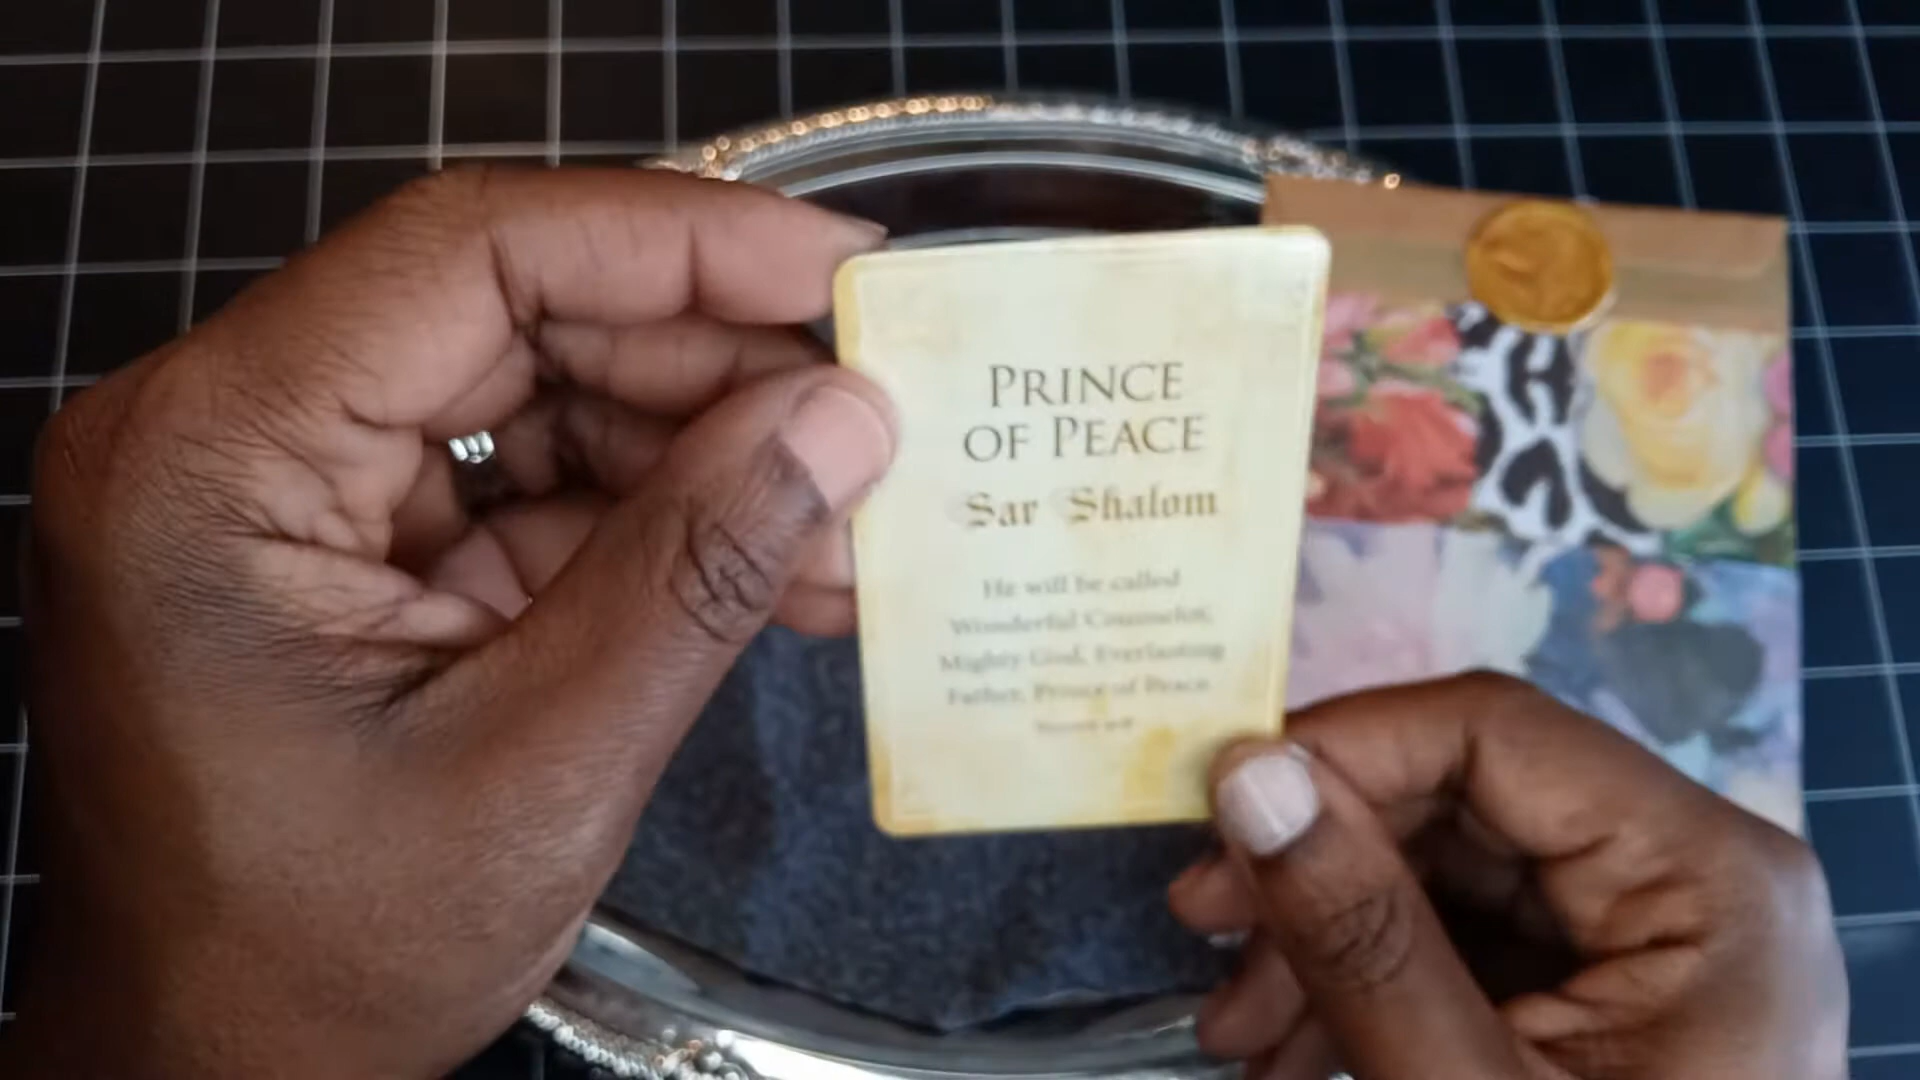 PRINCE
OF PEACE
Sar Shalom
He will be called
Wonderful Counselor,
Mighty God, Everlasting
Father, Prince of Peace